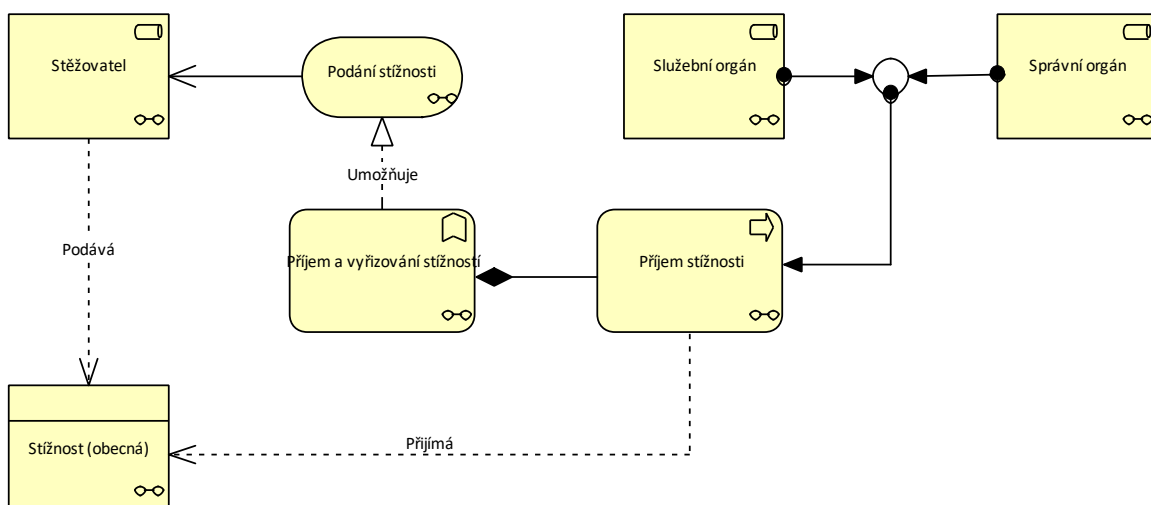 Stěžovatel
Podání stížnosti
Služební orgán
Správní orgán
Umožňuje
Podává
Příjem a vyřizování stížností
Příjem stížnosti
Stížnost (obecná)
Přijímá